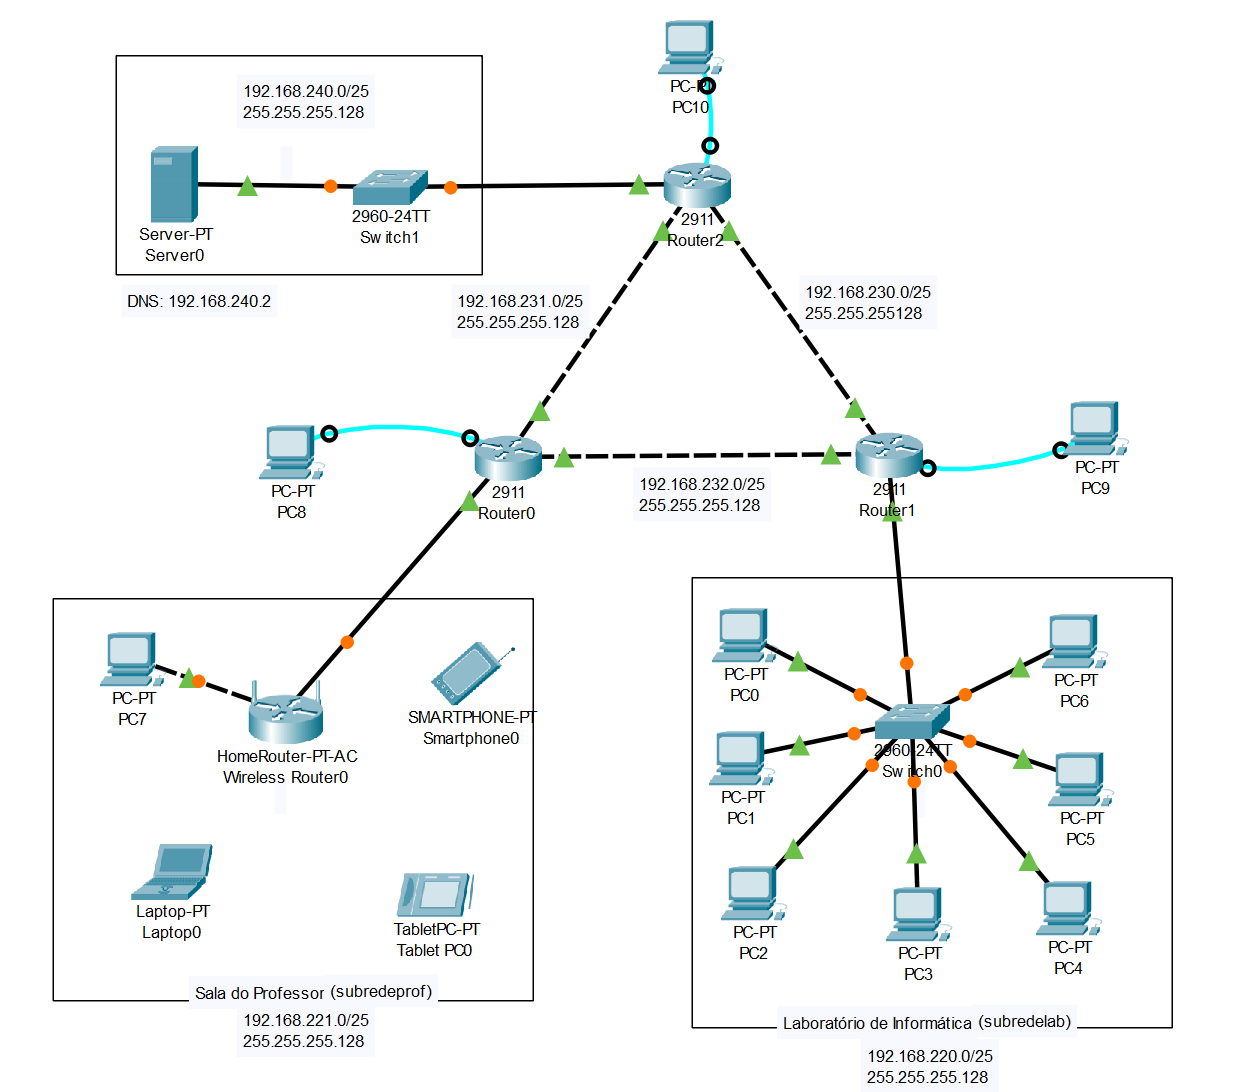 PC-PT
PC10
192.168.240.0/25
255.255.255.128
Server-PT
Server0
2960-24TT
Switch1
2911
Router2
DNS: 192.168.240.2
192.168.231.0/25
255.255.255.128
192.168.230.0/25
255.255.255128
PC-PT
PC8
2911
Router0
192.168.232.0/25
255.255.255.128
2911
Router1
PC-PT
PC9
PC-PT
PC7
HomeRouter-PT-AC
Wireless Router0
SMARTPHONE-PT
Smartphone0
Laptop-PT
Laptop0
TabletPC-PT
Tablet PC0
Sala do Professor (subredeprof)
192.168.221.0/25
255.255.255.128
PC-PT
PC0
PC-PT
PC6
2960-24TT
Switch0
PC-PT
PC1
PC-PT
PC5
PC-PT
PC2
PC-PT
PC3
PC-PT
PC4
Laboratório de Informática (subredelab)
192.168.220.0/25
255.255.255.128